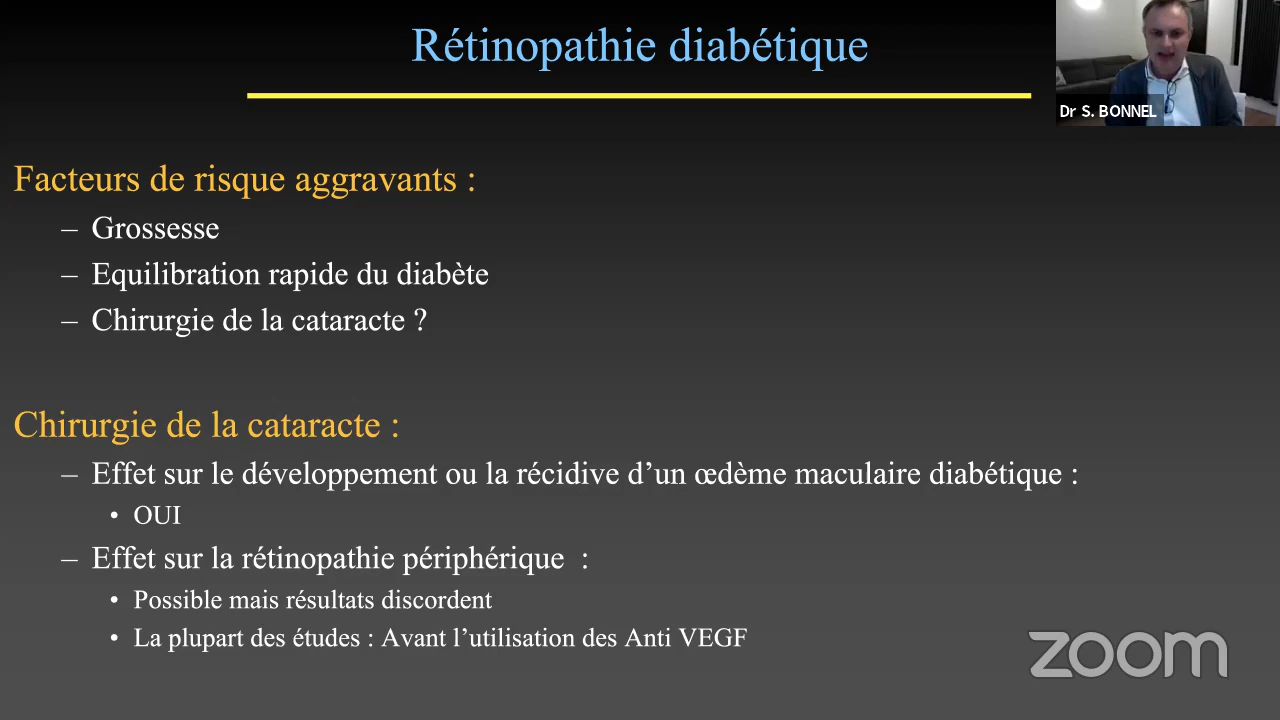 Rétinopathie diabétique
Dr S. BONNEL
Facteurs de risque aggravants :
– Grossesse
– Equilibration rapide du diabète
– Chirurgie de la cataracte ?
Chirurgie de la cataracte :
– Effet sur le développement ou la récidive d’un œdème maculaire diabétique :
• OUI
– Effet sur la rétinopathie périphérique :
• Possible mais résultats discordent
• La plupart des études : Avant l’utilisation des Anti VEGF
zoom